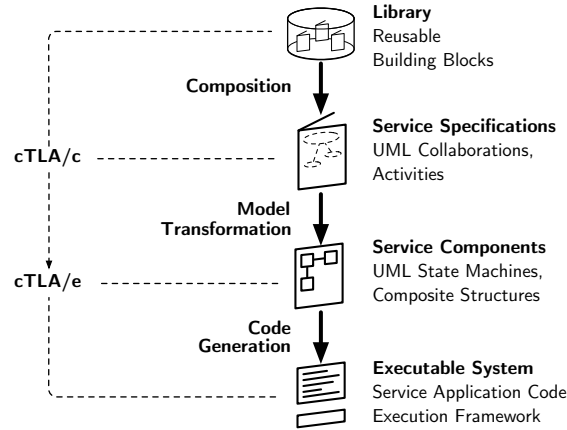 Library
Reusable
Building Blocks
Composition
Service Specifications
UML Collaborations,
Activities
cTLA/c
Model
Transformation
Service Components
UML State Machines,
Composite Structures
cTLA/e
Code
Generation
Executable System
Service Application Code
Execution Framework